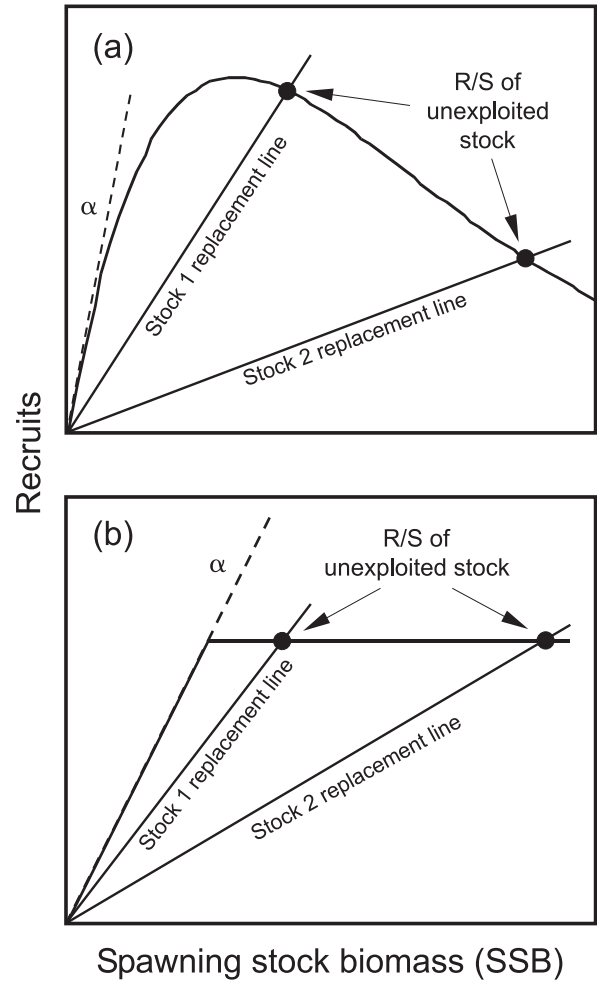 (a)
R/S of
unexploited
stock
α
Stock 1 replacement line
Stock 2 replacement line
Recruits
(b)
R/S of
unexploited stock
α
Stock 1 replacement line
Stock 2 replacement line
Spawning stock biomass (SSB)